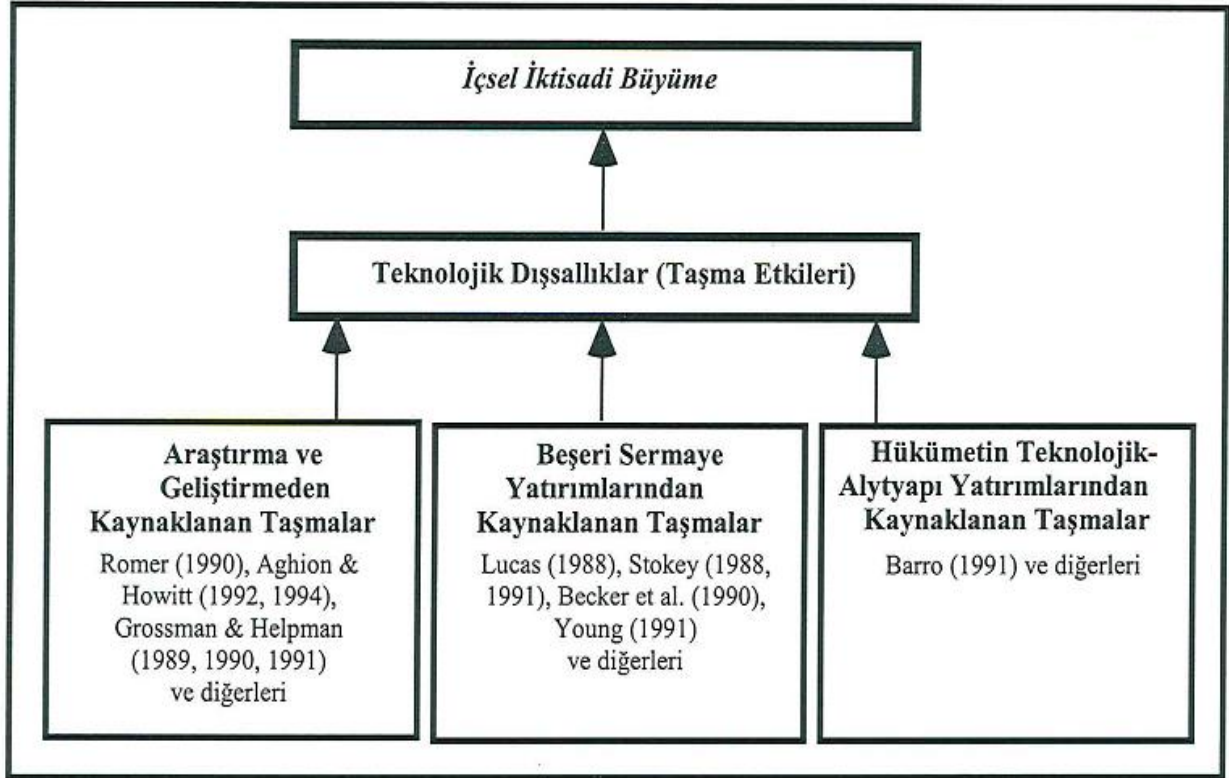 İçsel İktisadi Büyüme
Teknolojik Dışsallıklar (Taşma Etkileri)
Araştırma ve
Geliştirmeden
Kaynaklanan Taşmalar
Romer (1990), Aghion &
Howitt (1992, 1994),
Grossman & Helpman
(1989, 1990, 1991)
ve diğerleri
Beşeri Sermaye
Yatırımlarından
Kaynaklanan Taşmalar
Lucas (1988), Stokey (1988,
1991), Becker et al. (1990),
Young (1991)
ve diğerleri
Hükümetin Teknolojik-
Alytyapı Yatırımlarından
Kaynaklanan Taşmalar
Barro (1991) ve diğerleri